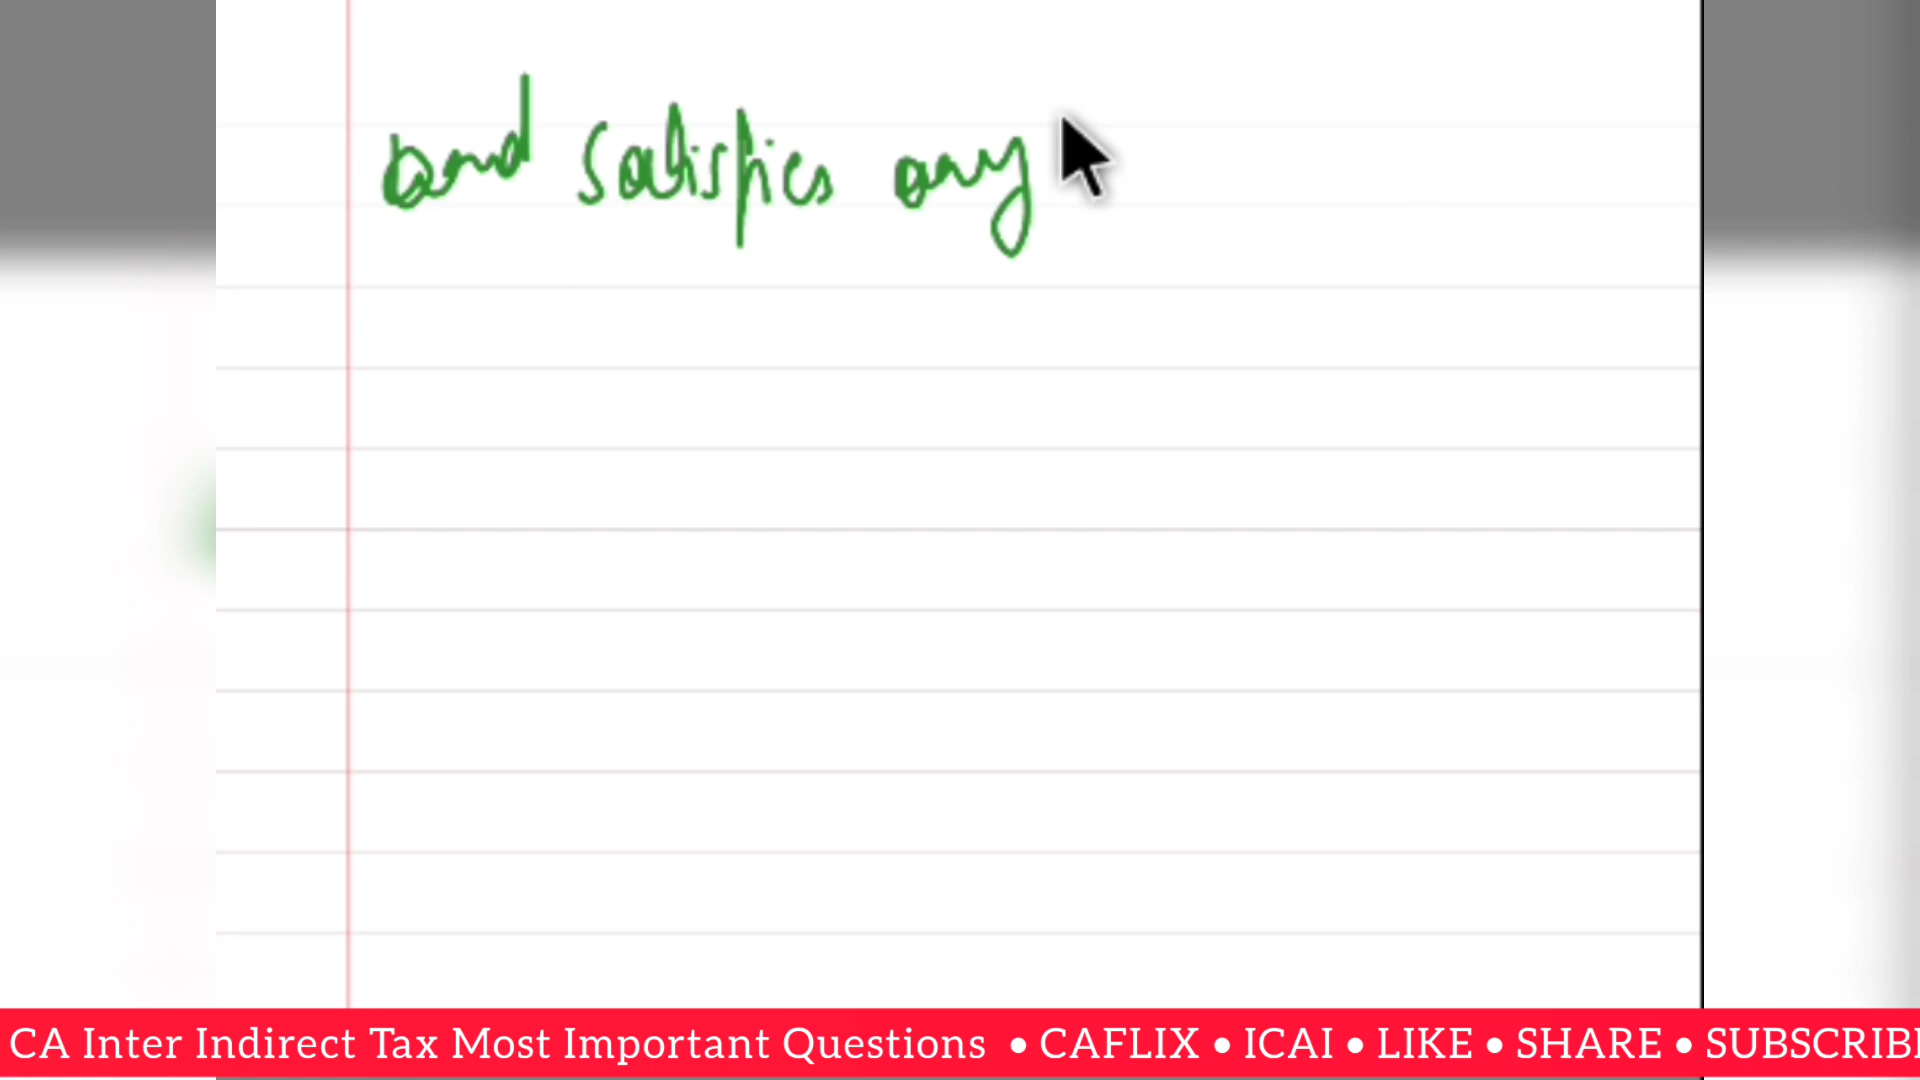 and satisfies any
CA Inter Indirect Tax Most Important Questions • CAFLIX • ICAI • LIKE • SHARE • SUBSCRIB